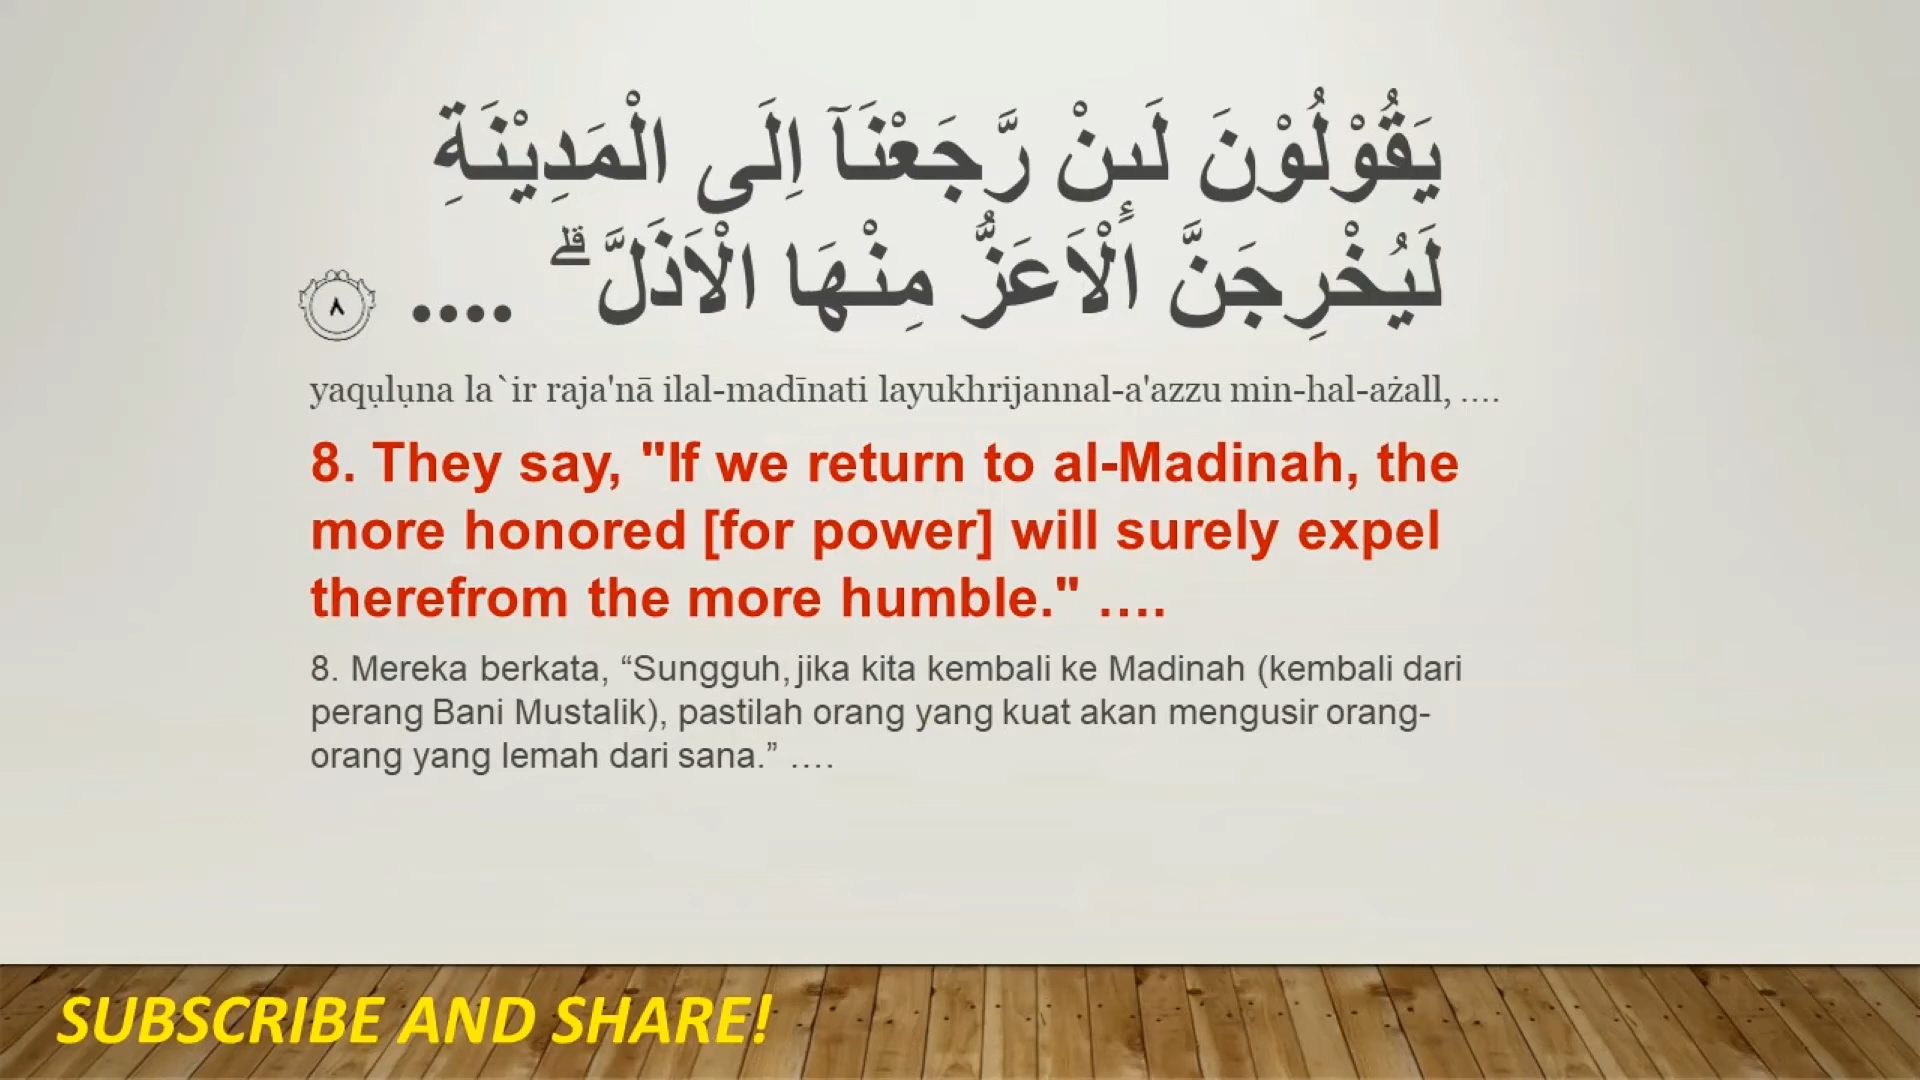 يَقُوْلُوْنَ لَىِٕنْ رَّجَعْنَآ اِلَى الْمَدِيْنَةِ
لَيُخْرِجَنَّ الْاَعَزُّ مِنْهَا الْاَذَلَّ ۗ .... ٨
yaqụlụna la`ir raja'nā ilal-madīnati layukhrijannal-a'azzu min-hal-ażall, ....
8. They say, "If we return to al-Madinah, the
more honored [for power] will surely expel
therefrom the more humble." ....
8. Mereka berkata, “Sungguh, jika kita kembali ke Madinah (kembali dari
perang Bani Mustalik), pastilah orang yang kuat akan mengusir orang-
orang yang lemah dari sana.” ....
SUBSCRIBE AND SHARE!